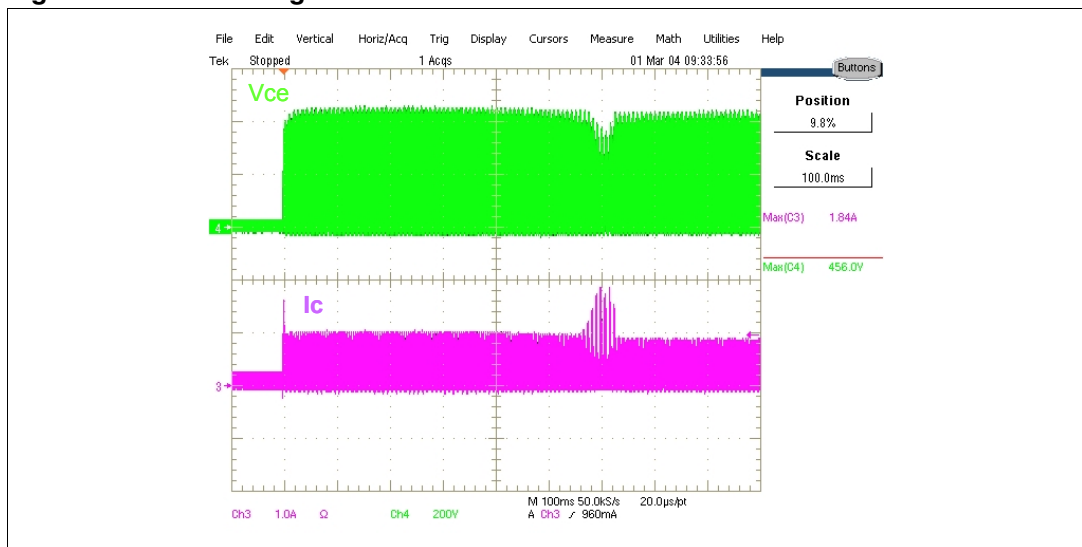 File Edit Vertical Horiz/Acq Trig Display Cursors Measure Math Utilities Help
Tek Stopped 1 Acqs 01 Mar 04 09:33:56
Buttons
Vce
Position
9.8%
Scale
100.0ms
Max(C3) 1.84A
4
Max(C4) 456.0V
Ic
3
M 100ms 50.0kS/s 20.0µs/pt
Ch3 1.0A Ω Ch4 200V A Ch3 ∕ 960mA